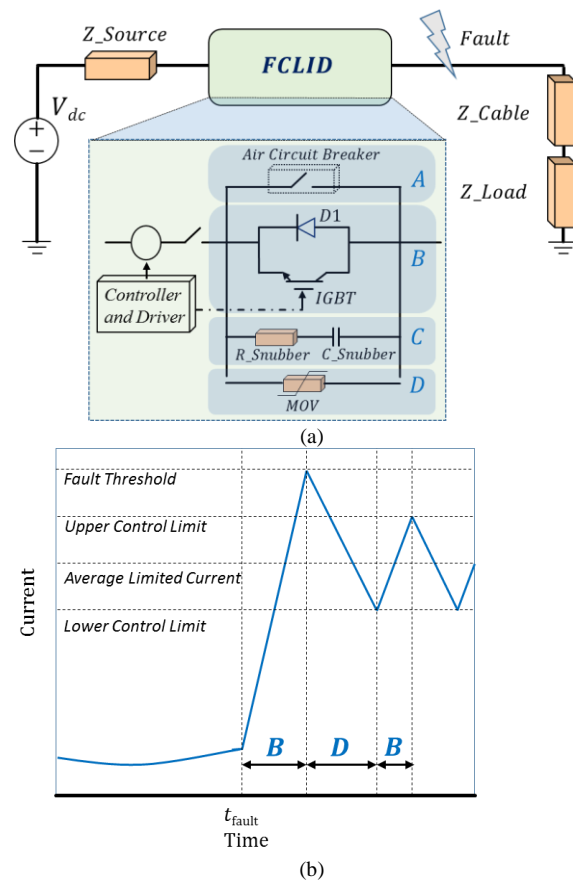 Z_Source
FCLID
Fault
V_dc
+
−
Z_Cable
Z_Load
Air Circuit Breaker
A
D1
B
IGBT
Controller
and Driver
C
R_Snubber
C_Snubber
D
MOV
(a)
Fault Threshold
Upper Control Limit
Average Limited Current
Lower Control Limit
Current
B
D
B
t_fault
Time
(b)